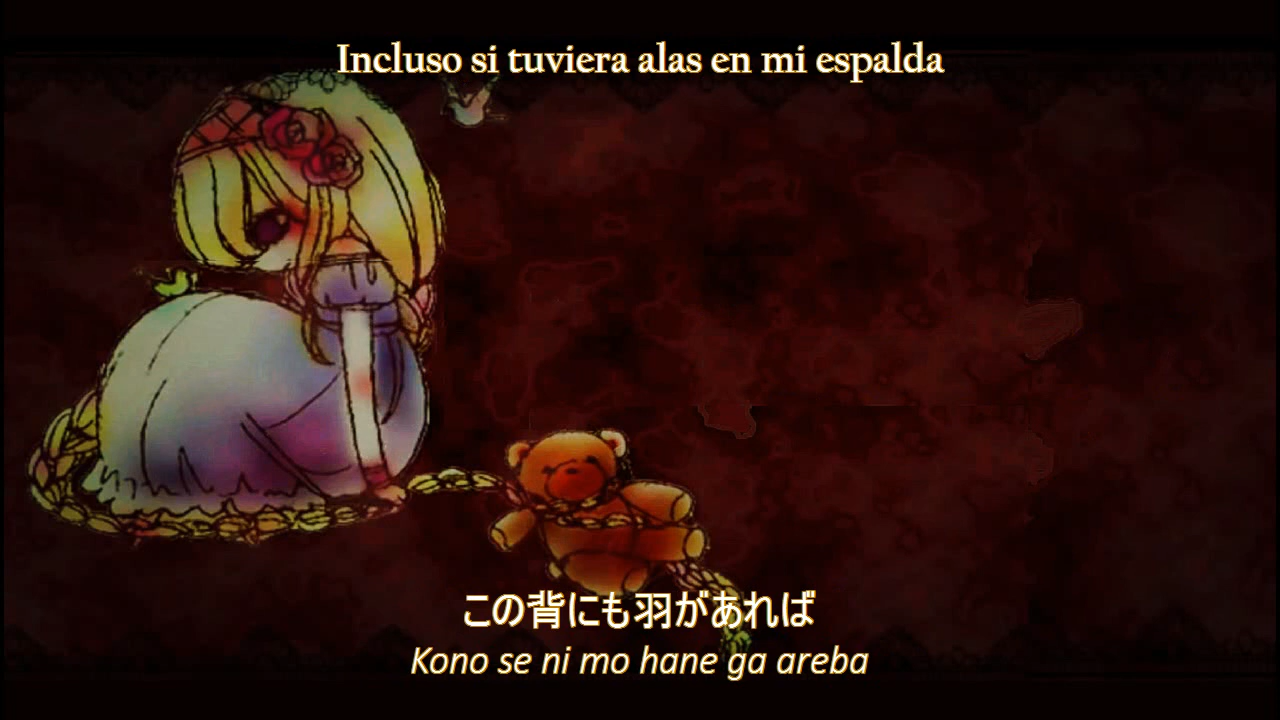 Incluso si tuviera alas en mi espalda
この背にも羽があれば
Kono se ni mo hane ga areba